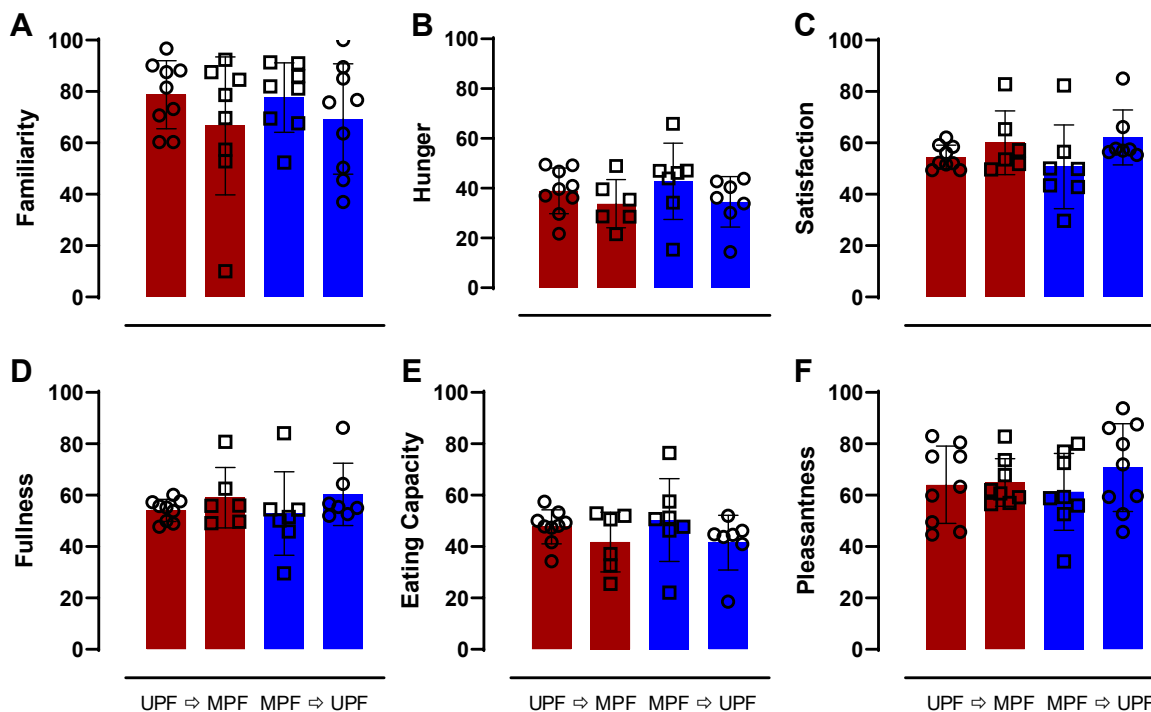 A
B
C
Familiarity
100
80
60
40
20
0
Hunger
100
80
60
40
20
0
Satisfaction
100
80
60
40
20
0
D
E
F
Fullness
100
80
60
40
20
0
Eating Capacity
100
80
60
40
20
0
Pleasantness
100
80
60
40
20
0
UPF ⇨ MPF MPF ⇨ UPF
UPF ⇨ MPF MPF ⇨ UPF
UPF ⇨ MPF MPF ⇨ UPF